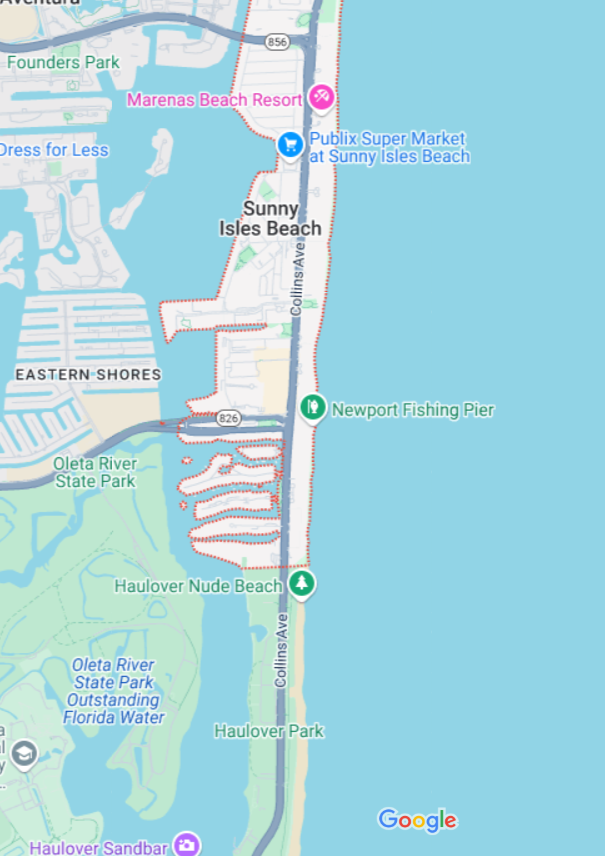 Aventura
856
Founders Park
Marenas Beach Resort
Publix Super Market
at Sunny Isles Beach
Dress for Less
Sunny
Isles Beach
Collins Ave
EASTERN SHORES
Newport Fishing Pier
826
Oleta River
State Park
Haulover Nude Beach
Collins Ave
Oleta River
State Park
Outstanding
Florida Water
Haulover Park
Google
Haulover Sandbar